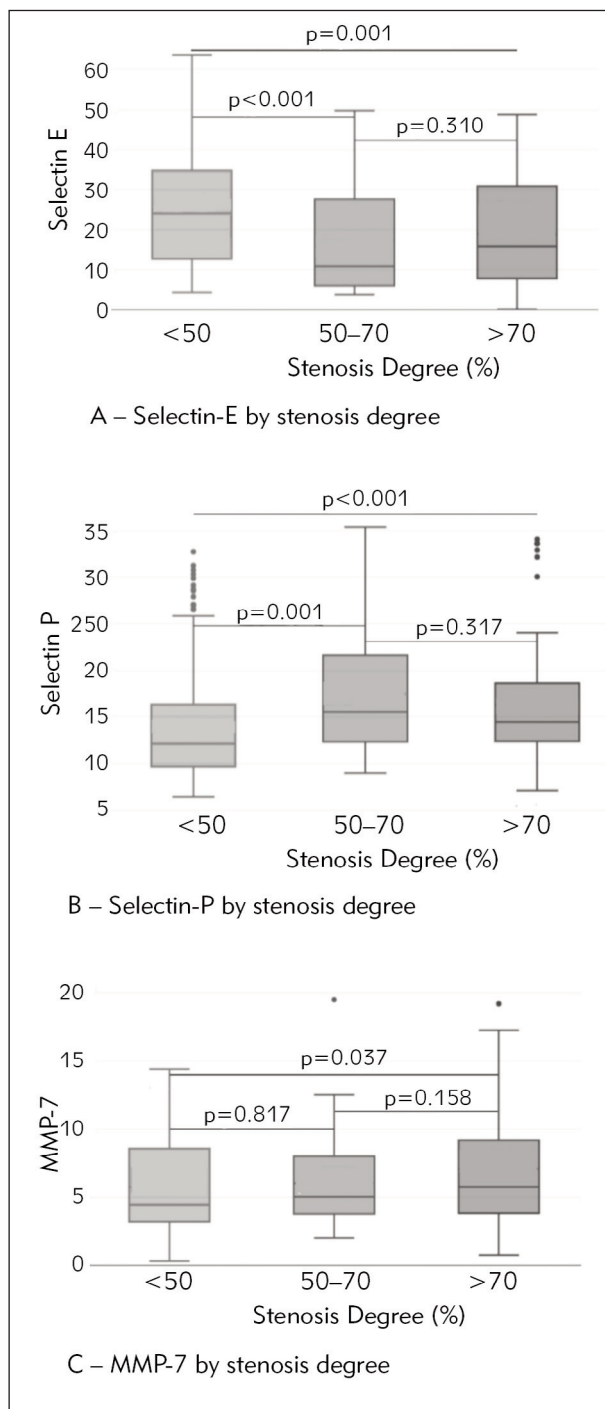 p=0.001
60
p<0.001
50
p=0.310
40
30
20
10
0
Selectin E
<50 50–70 >70
Stenosis Degree (%)
A – Selectin-E by stenosis degree
p<0.001
35
30
250
p=0.001
p=0.317
20
15
10
5
Selectin P
<50 50–70 >70
Stenosis Degree (%)
B – Selectin-P by stenosis degree
20
15
p=0.037
p=0.817
p=0.158
10
5
0
MMP-7
<50 50–70 >70
Stenosis Degree (%)
C – MMP-7 by stenosis degree